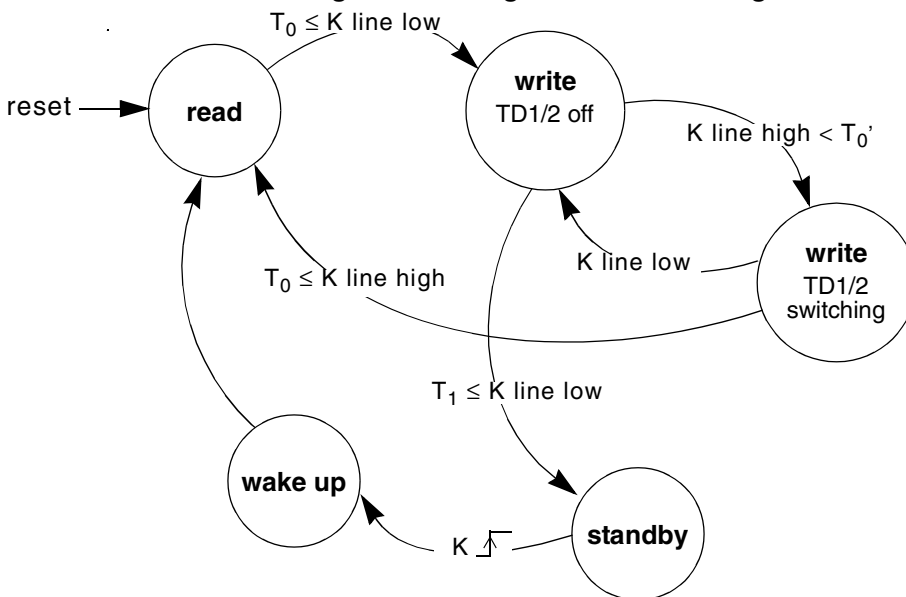 T0 ≤ K line low
reset
read
write
TD1/2 off
K line high < T0’
K line low
write
TD1/2
switching
T0 ≤ K line high
T1 ≤ K line low
wake up
K
standby